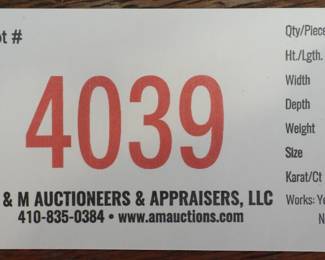 ot #
4039
& M AUCTIONEERS & APPRAISERS, LLC
410-835-0384 • www.amauctions.com
Qty/Piece
Ht./Lgth.
Width
Depth
Weight
Size
Karat/Ct
Works: Ye
N